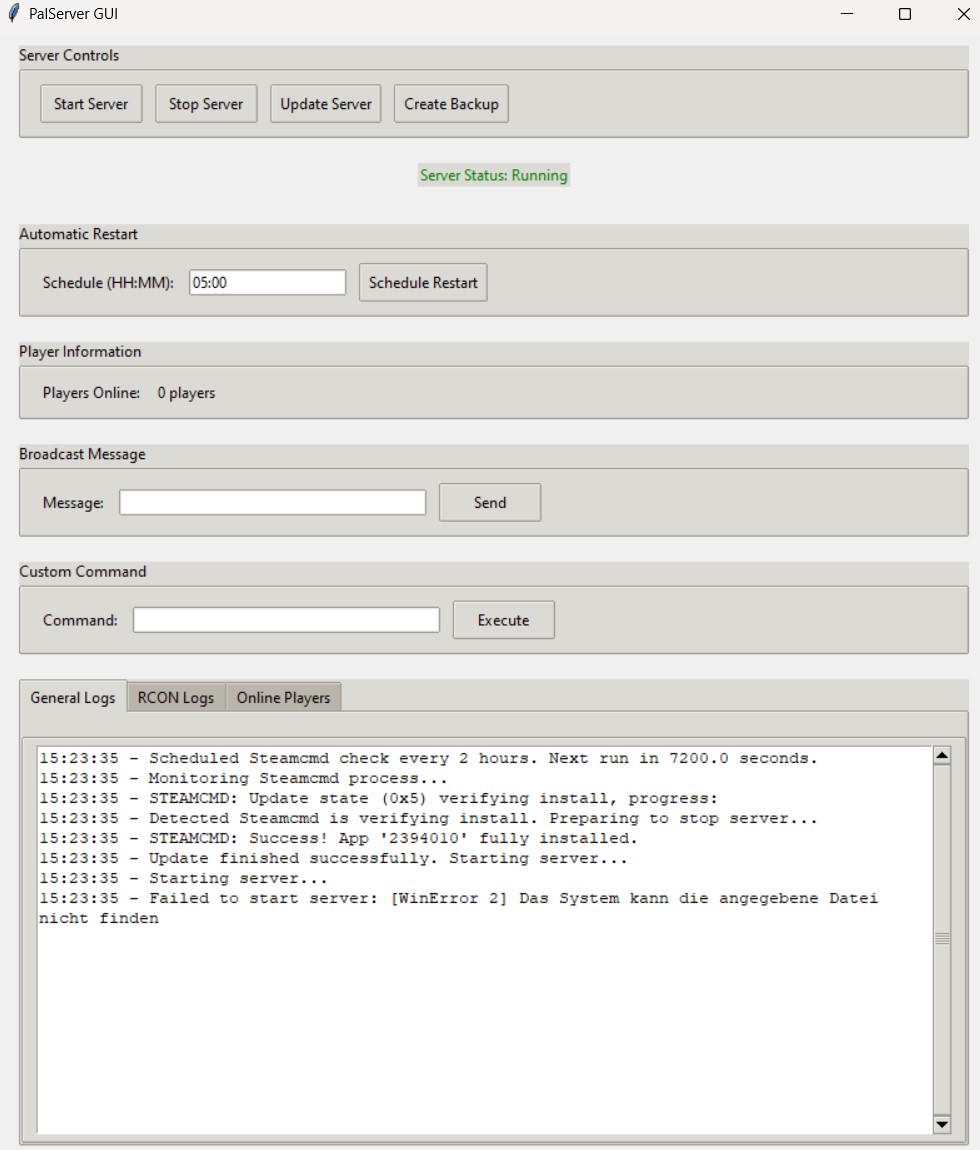 PalServer GUI
Server Controls
Start Server Stop Server Update Server Create Backup
Server Status: Running
Automatic Restart
Schedule (HH:MM): 05:00 Schedule Restart
Player Information
Players Online: 0 players
Broadcast Message
Message: Send
Custom Command
Command: Execute
General Logs RCON Logs Online Players
15:23:35 - Scheduled Steamcmd check every 2 hours. Next run in 7200.0 seconds.
15:23:35 - Monitoring Steamcmd process...
15:23:35 - STEAMCMD: Update state (0x5) verifying install, progress:
15:23:35 - Detected Steamcmd is verifying install. Preparing to stop server...
15:23:35 - STEAMCMD: Success! App '2394010' fully installed.
15:23:35 - Update finished successfully. Starting server...
15:23:35 - Starting server...
15:23:35 - Failed to start server: [WinError 2] Das System kann die angegebene Datei
nicht finden